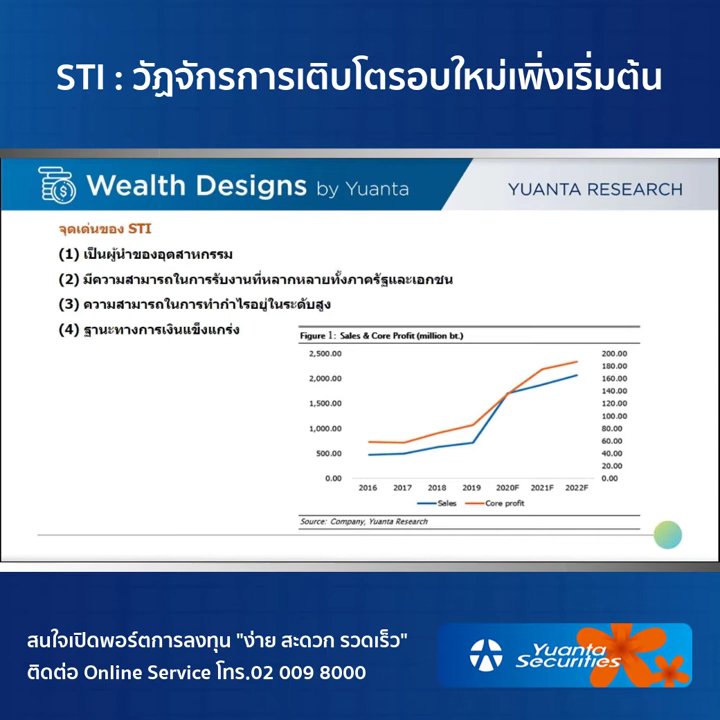 STI : วัฏจักรการเติบโตรอบใหม่เพิ่งเริ่มต้น
Wealth Designs by Yuanta
YUANTA RESEARCH
จุดเด่นของ STI
(1) เป็นผู้นำของอุตสาหกรรม
(2) มีความสามารถในการรับงานที่หลากหลายทั้งภาครัฐและเอกชน
(3) ความสามารถในการทำกำไรอยู่ในระดับสูง
(4) ฐานะทางการเงินแข็งแกร่ง
Figure 1: Sales & Core Profit (million bt.)
2,500.00
2,000.00
1,500.00
1,000.00
500.00
0.00
200.00
180.00
160.00
140.00
120.00
100.00
80.00
60.00
40.00
20.00
0.00
2016 2017 2018 2019 2020F 2021F 2022F
Sales Core profit
Source: Company, Yuanta Research
สนใจเปิดพอร์ตการลงทุน "ง่าย สะดวก รวดเร็ว"
ติดต่อ Online Service โทร.02 009 8000
Yuanta
Securities